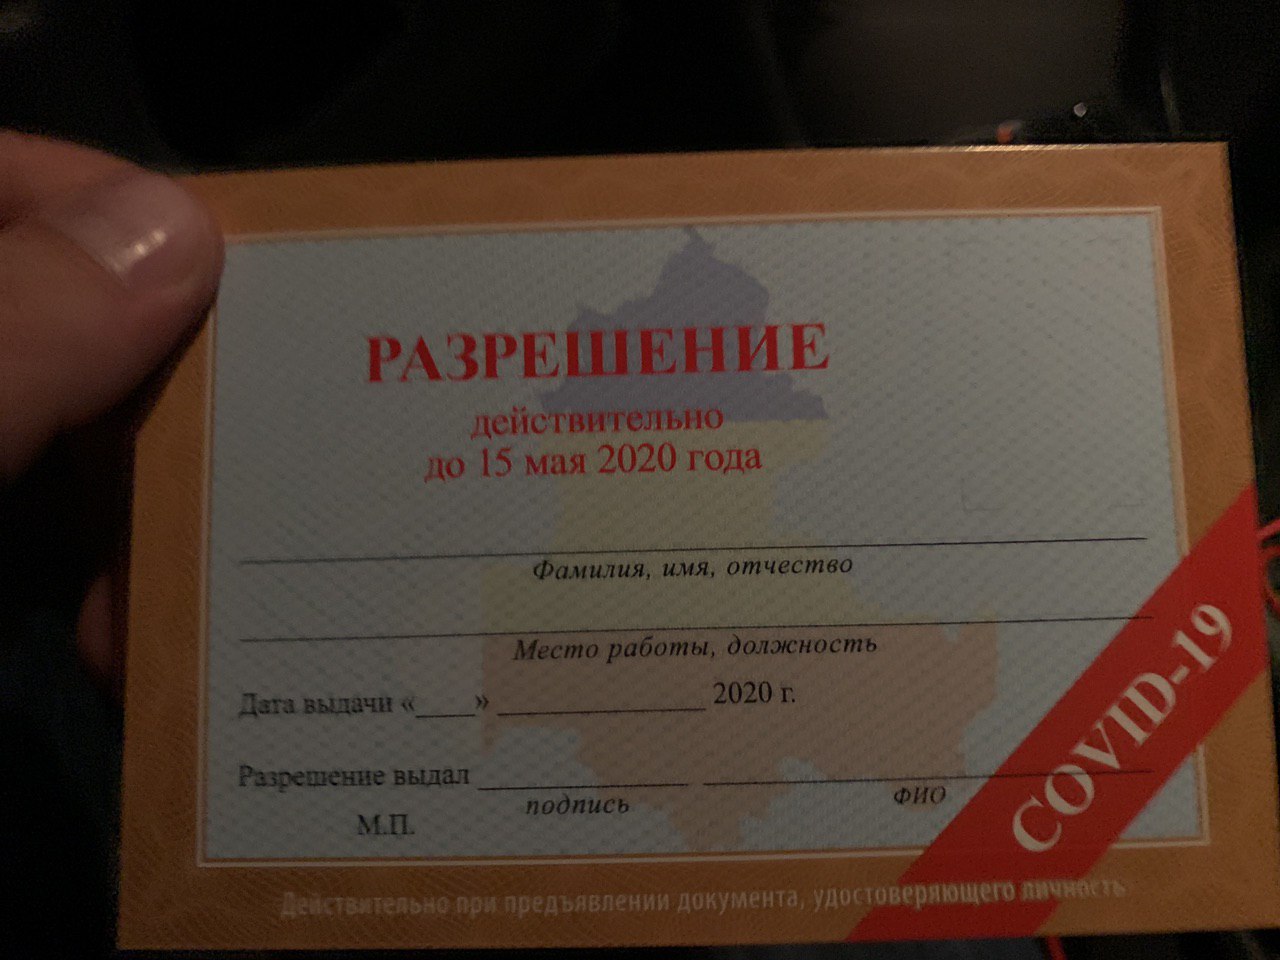 РАЗРЕШЕНИЕ
действительно
до 15 мая 2020 года
Фамилия, имя, отчество
Место работы, должность
Дата выдачи «____» ______________ 2020 г.
Разрешение выдал ______________ ______________
подпись ФИО
М.П.
COVID-19
Действительно при предъявлении документа, удостоверяющего личность